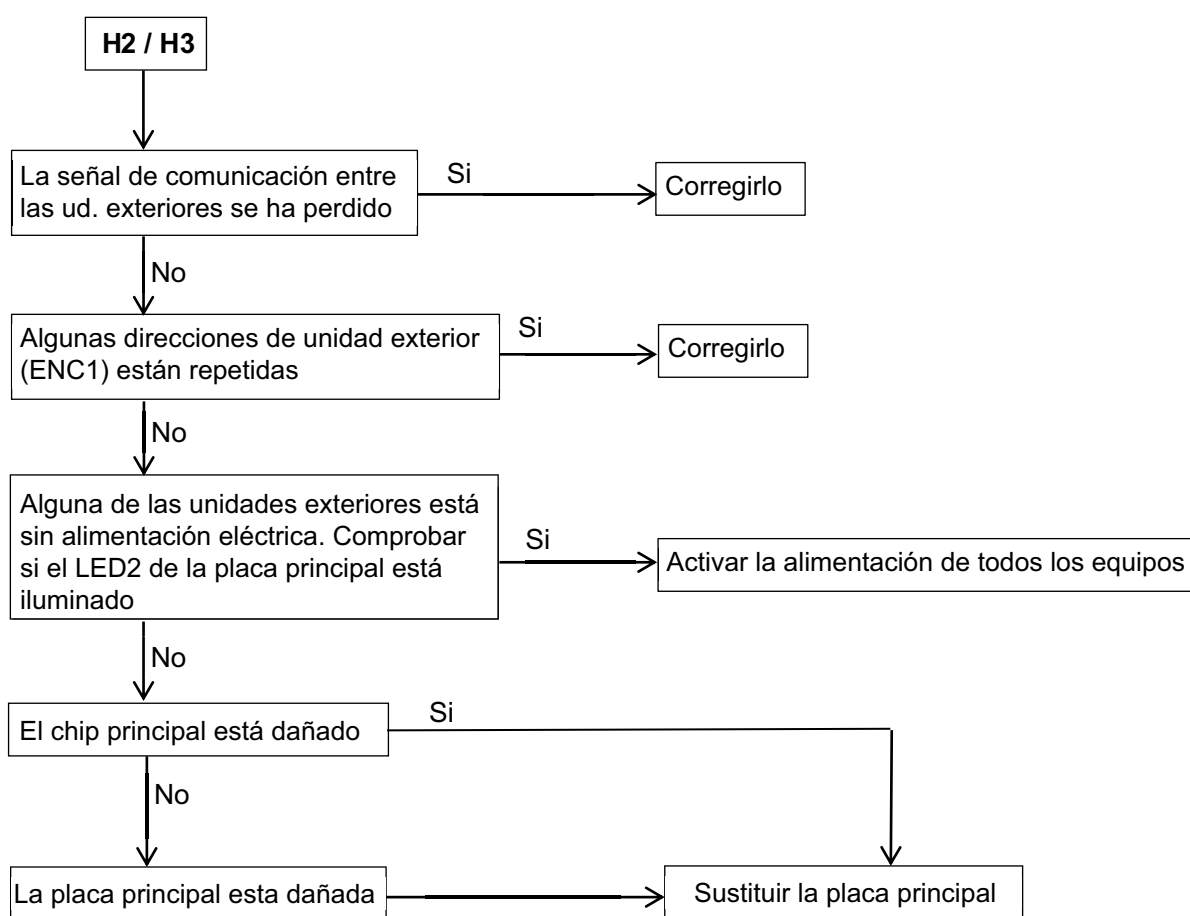 H2 / H3
La señal de comunicación entre
las ud. exteriores se ha perdido
Si
Corregirlo
No
Algunas direcciones de unidad exterior
(ENC1) están repetidas
Si
Corregirlo
No
Alguna de las unidades exteriores está
sin alimentación eléctrica. Comprobar
si el LED2 de la placa principal está
iluminado
Si
Activar la alimentación de todos los equipos
No
El chip principal está dañado
Si
No
La placa principal esta dañada
Sustituir la placa principal